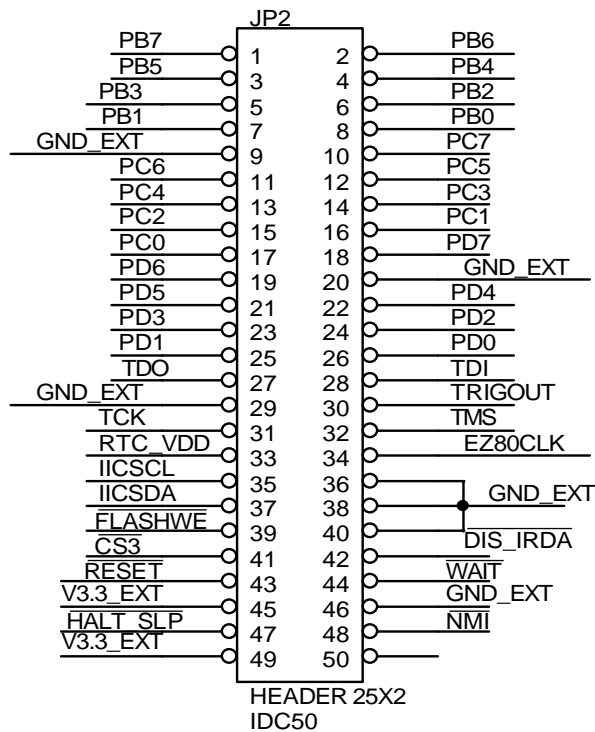 JP2
PB7 1 2 PB6
PB5 3 4 PB4
PB3 5 6 PB2
PB1 7 8 PB0
GND_EXT 9 10 PC7
PC6 11 12 PC5
PC4 13 14 PC3
PC2 15 16 PC1
PC0 17 18 PD7
PD6 19 20 GND_EXT
PD5 21 22 PD4
PD3 23 24 PD2
PD1 25 26 PD0
TDO 27 28 TDI
GND_EXT 29 30 TRIGOUT
TCK 31 32 TMS
RTC_VDD 33 34 EZ80CLK
IICSCL 35 36
IICSDA 37 38 GND_EXT
FLASHWE 39 40
CS3 41 42 DIS_IRDA
RESET 43 44 WAIT
V3.3_EXT 45 46 GND_EXT
HALT_SLP 47 48 NMI
V3.3_EXT 49 50
HEADER 25X2
IDC50